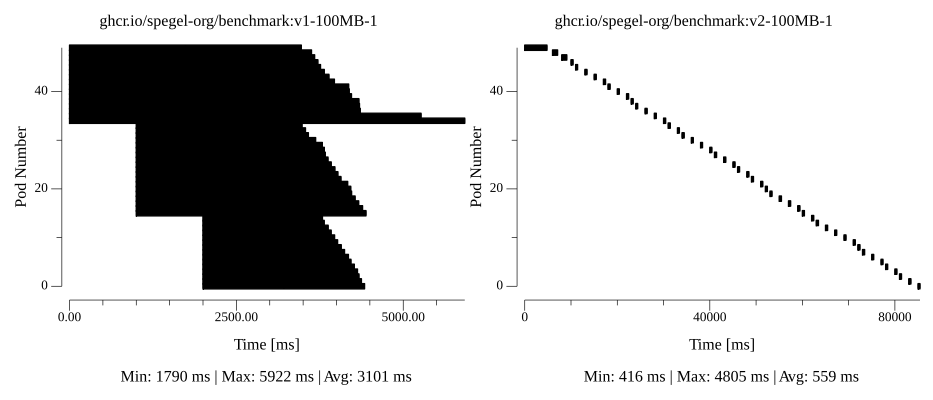 ghcr.io/spegel-org/benchmark:v1-100MB-1
Pod Number
40
20
0
0.00
2500.00
5000.00
Time [ms]
Min: 1790 ms | Max: 5922 ms | Avg: 3101 ms
ghcr.io/spegel-org/benchmark:v2-100MB-1
Pod Number
40
20
0
0
40000
80000
Time [ms]
Min: 416 ms | Max: 4805 ms | Avg: 559 ms